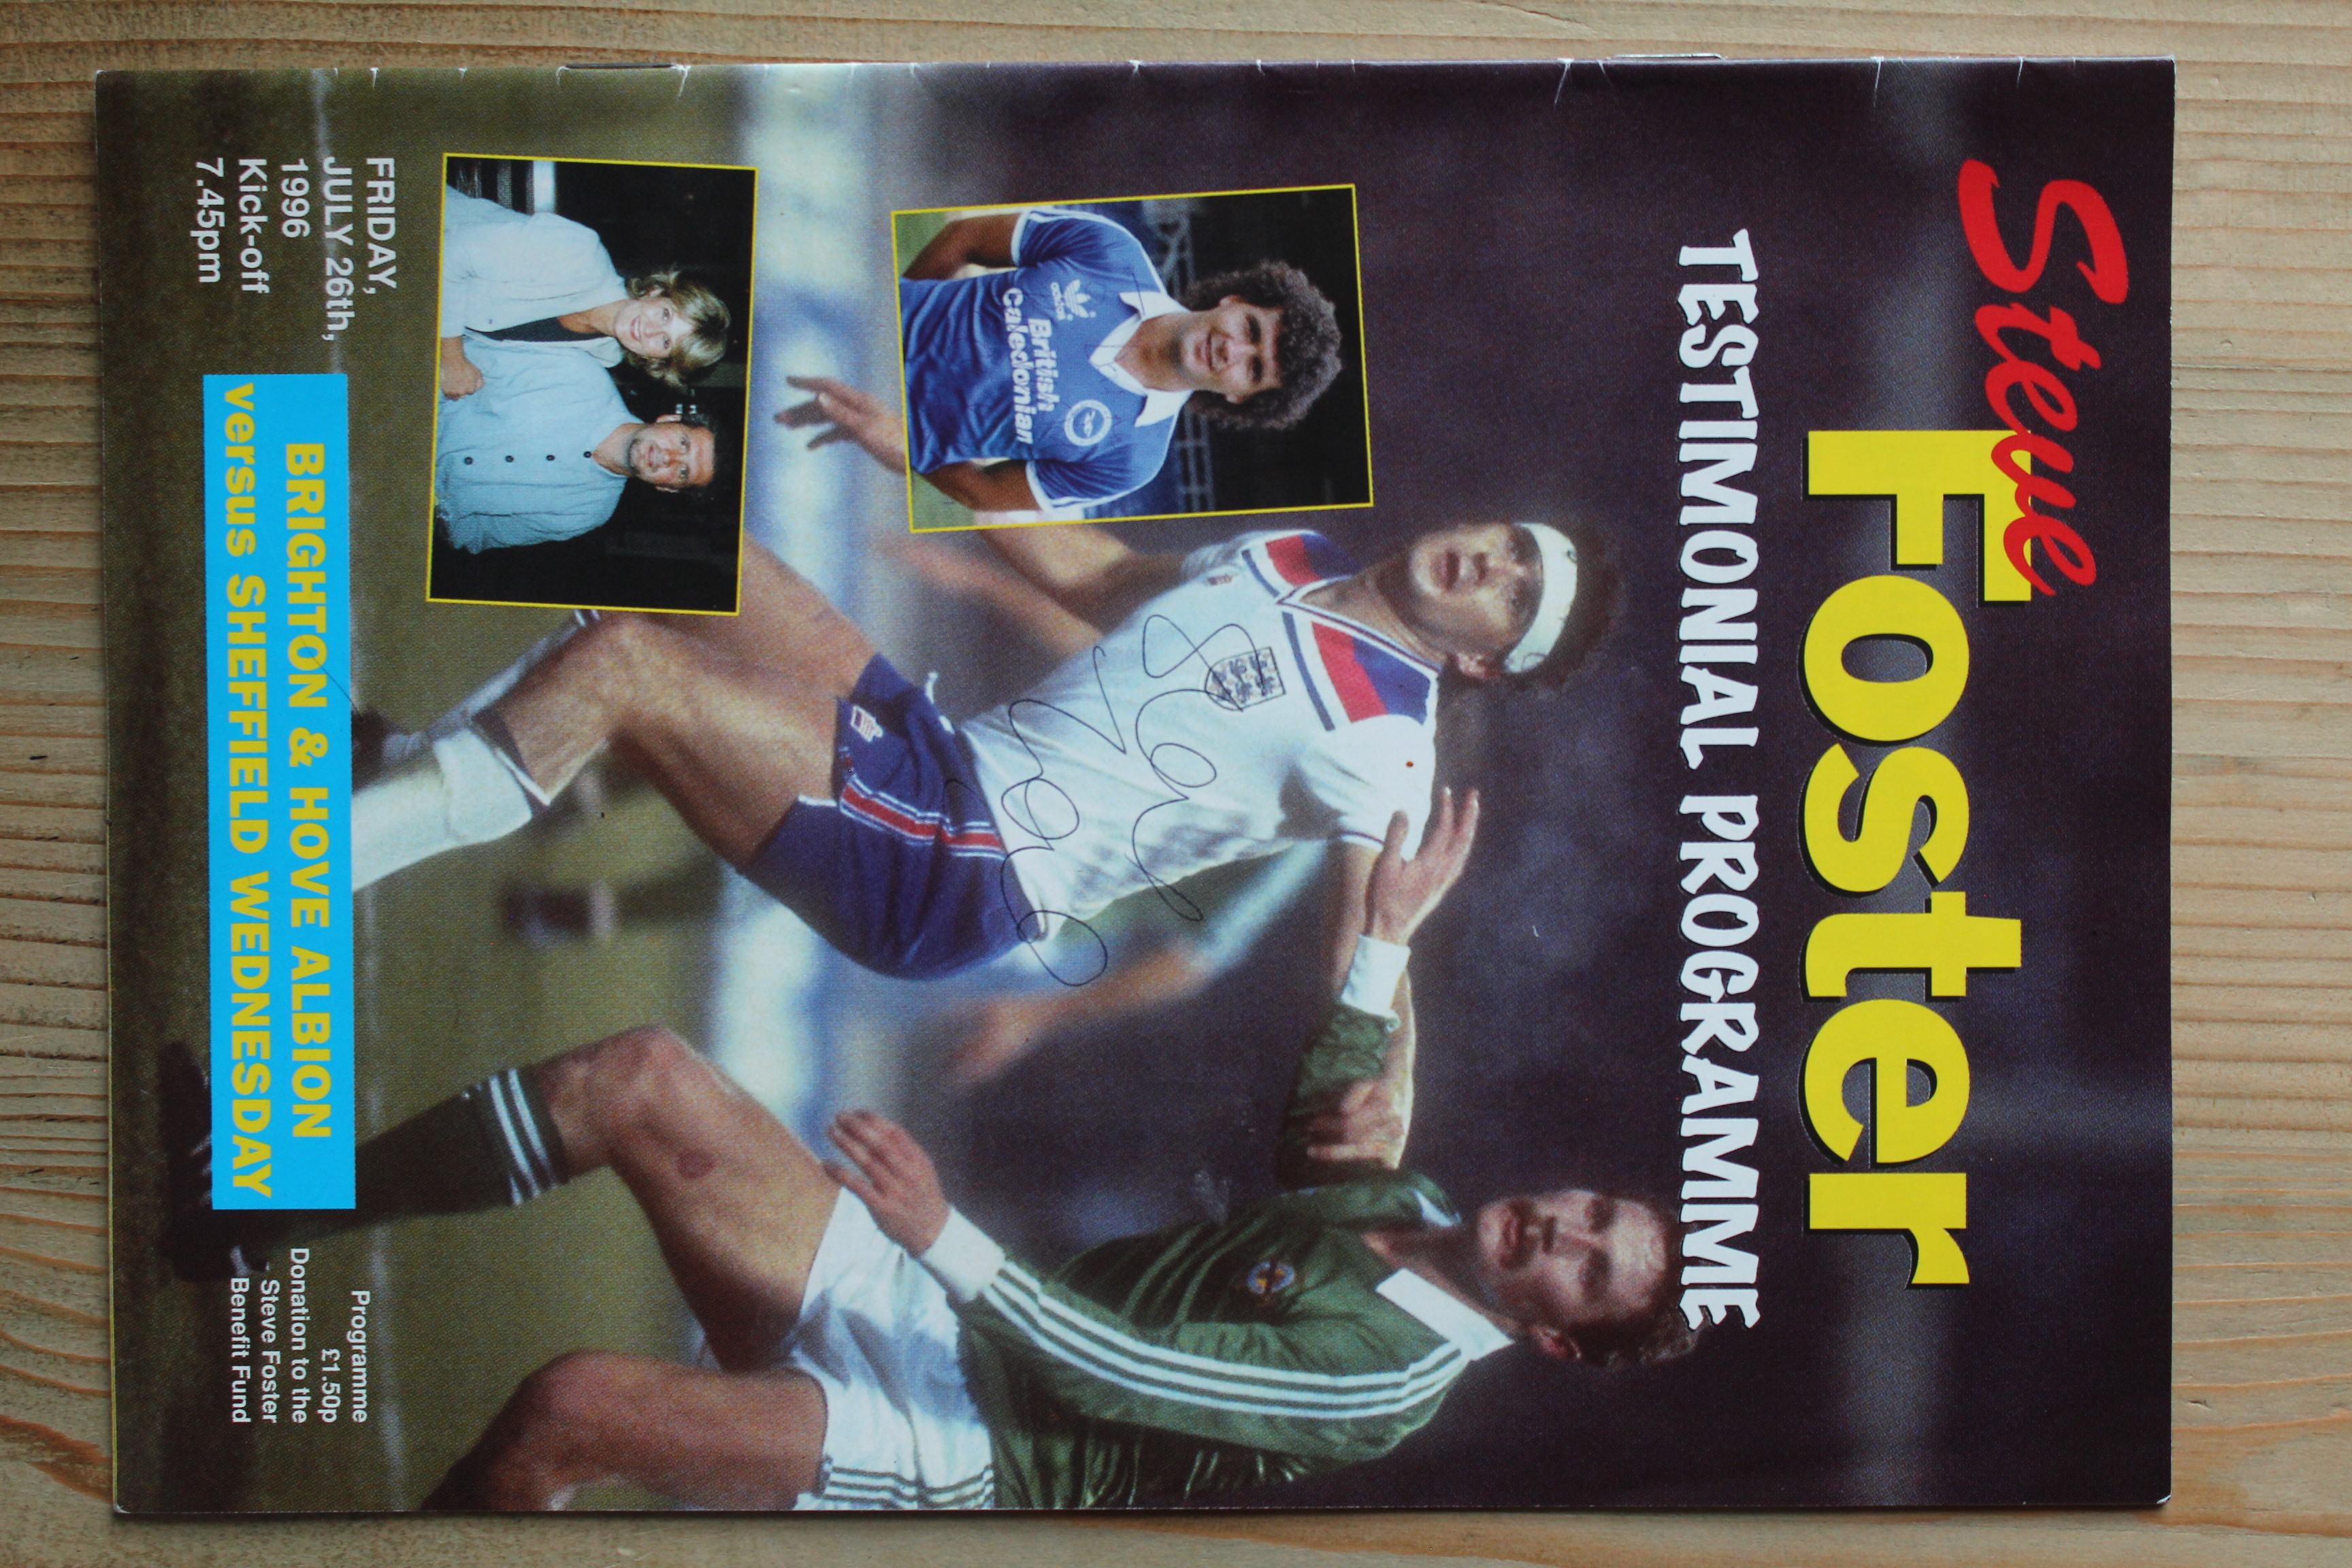 Steve
Foster
TESTIMONIAL PROGRAMME
adidas
British
Caledonian
FRIDAY,
JULY 26th,
1996
Kick-off
7.45pm
BRIGHTON & HOVE ALBION
versus SHEFFIELD WEDNESDAY
Programme
£1.50p
Donation to the
Steve Foster
Benefit Fund